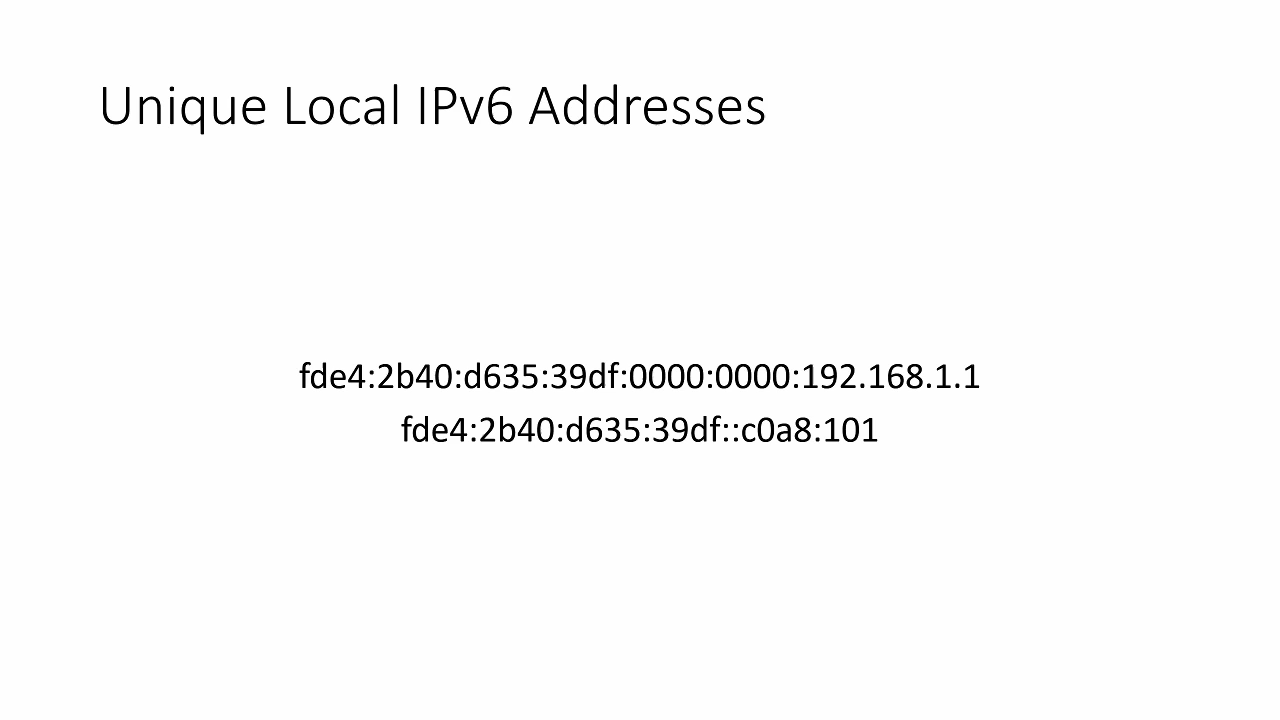 Unique Local IPv6 Addresses
fde4:2b40:d635:39df:0000:0000:192.168.1.1
fde4:2b40:d635:39df::c0a8:101